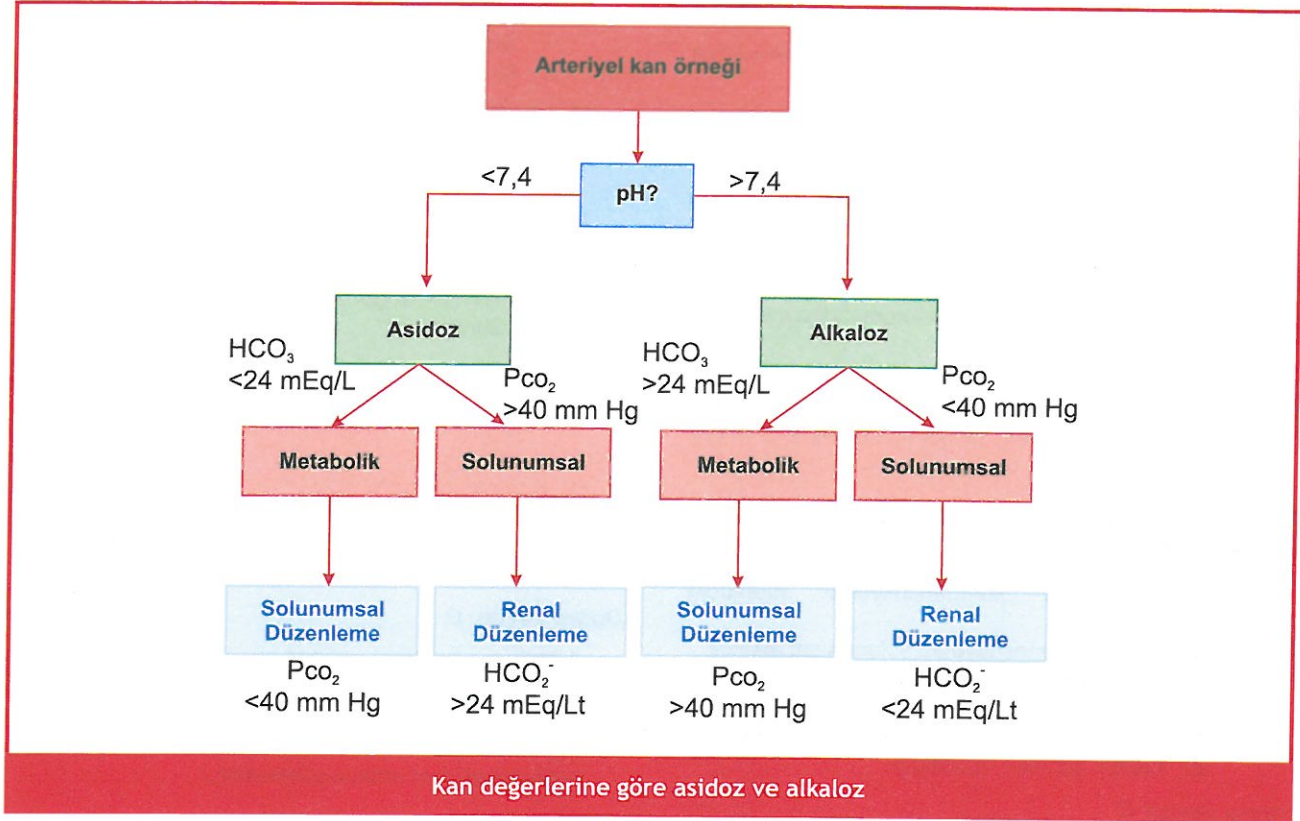 Arteriyel kan örneği
<7,4
pH?
>7,4
Asidoz
Alkaloz
HCO₃
<24 mEq/L
Pco₂
>40 mm Hg
HCO₃
>24 mEq/L
Pco₂
<40 mm Hg
Metabolik
Solunumsal
Metabolik
Solunumsal
Solunumsal
Düzenleme
Renal
Düzenleme
Solunumsal
Düzenleme
Renal
Düzenleme
Pco₂
<40 mm Hg
HCO₂⁻
>24 mEq/Lt
Pco₂
>40 mm Hg
HCO₂⁻
<24 mEq/Lt
Kan değerlerine göre asidoz ve alkaloz